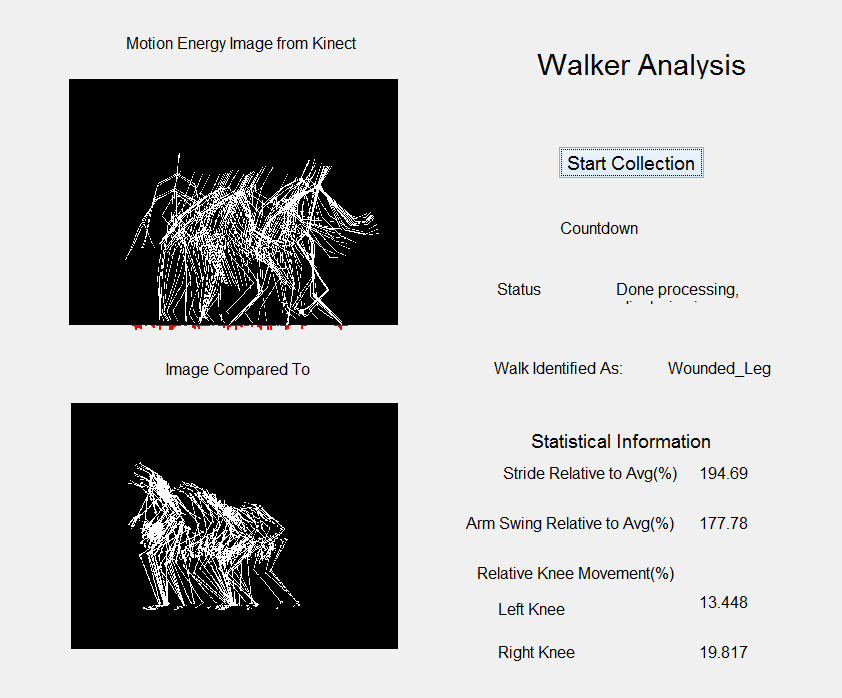 Motion Energy Image from Kinect
Walker Analysis
Start Collection
Countdown
Status
Done processing,
Image Compared To
Walk Identified As:
Wounded_Leg
Statistical Information
Stride Relative to Avg(%) 194.69
Arm Swing Relative to Avg(%) 177.78
Relative Knee Movement(%)
Left Knee 13.448
Right Knee 19.817